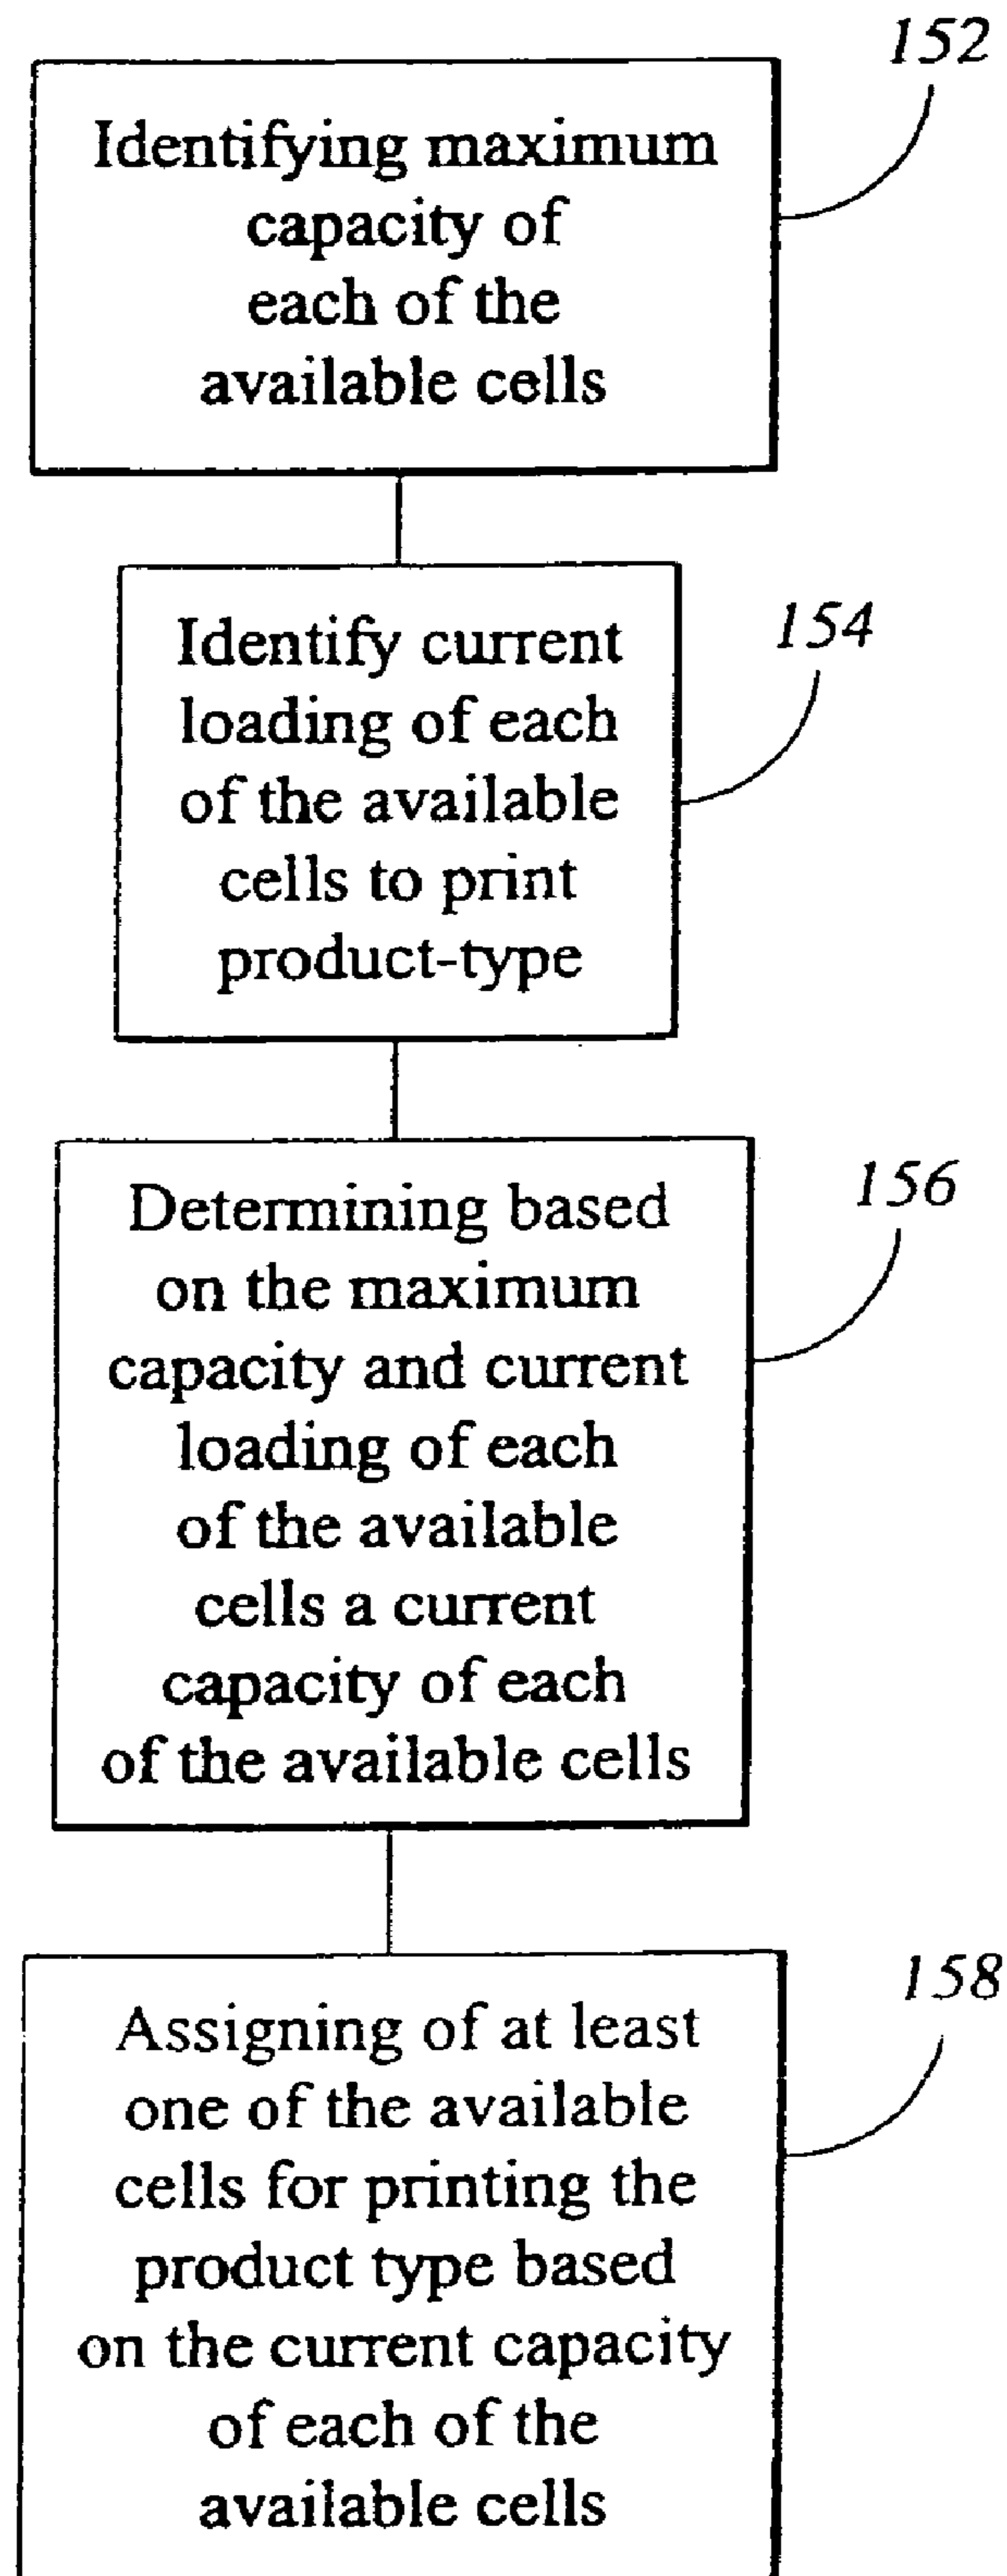 152
Identifying maximum
capacity of
each of the
available cells
154
Identify current
loading of each
of the available
cells to print
product-type
156
Determining based
on the maximum
capacity and current
loading of each
of the available
cells a current
capacity of each
of the available cells
158
Assigning of at least
one of the available
cells for printing the
product type based
on the current capacity
of each of the
available cells